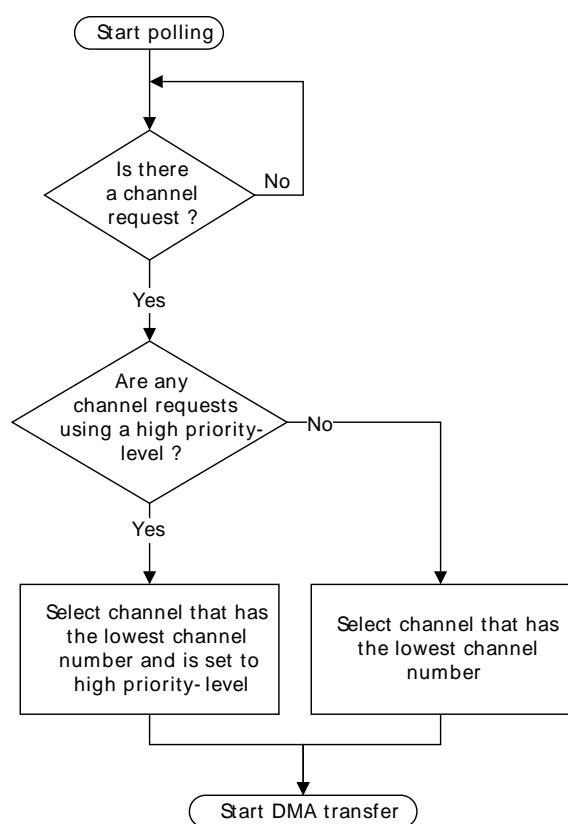 Start polling
Is there
a channel
request ?
No
Yes
Are any
channel requests
using a high priority-
level ?
No
Yes
Select channel that has
the lowest channel
number and is set to
high priority-level
Select channel that has
the lowest channel
number
Start DMA transfer